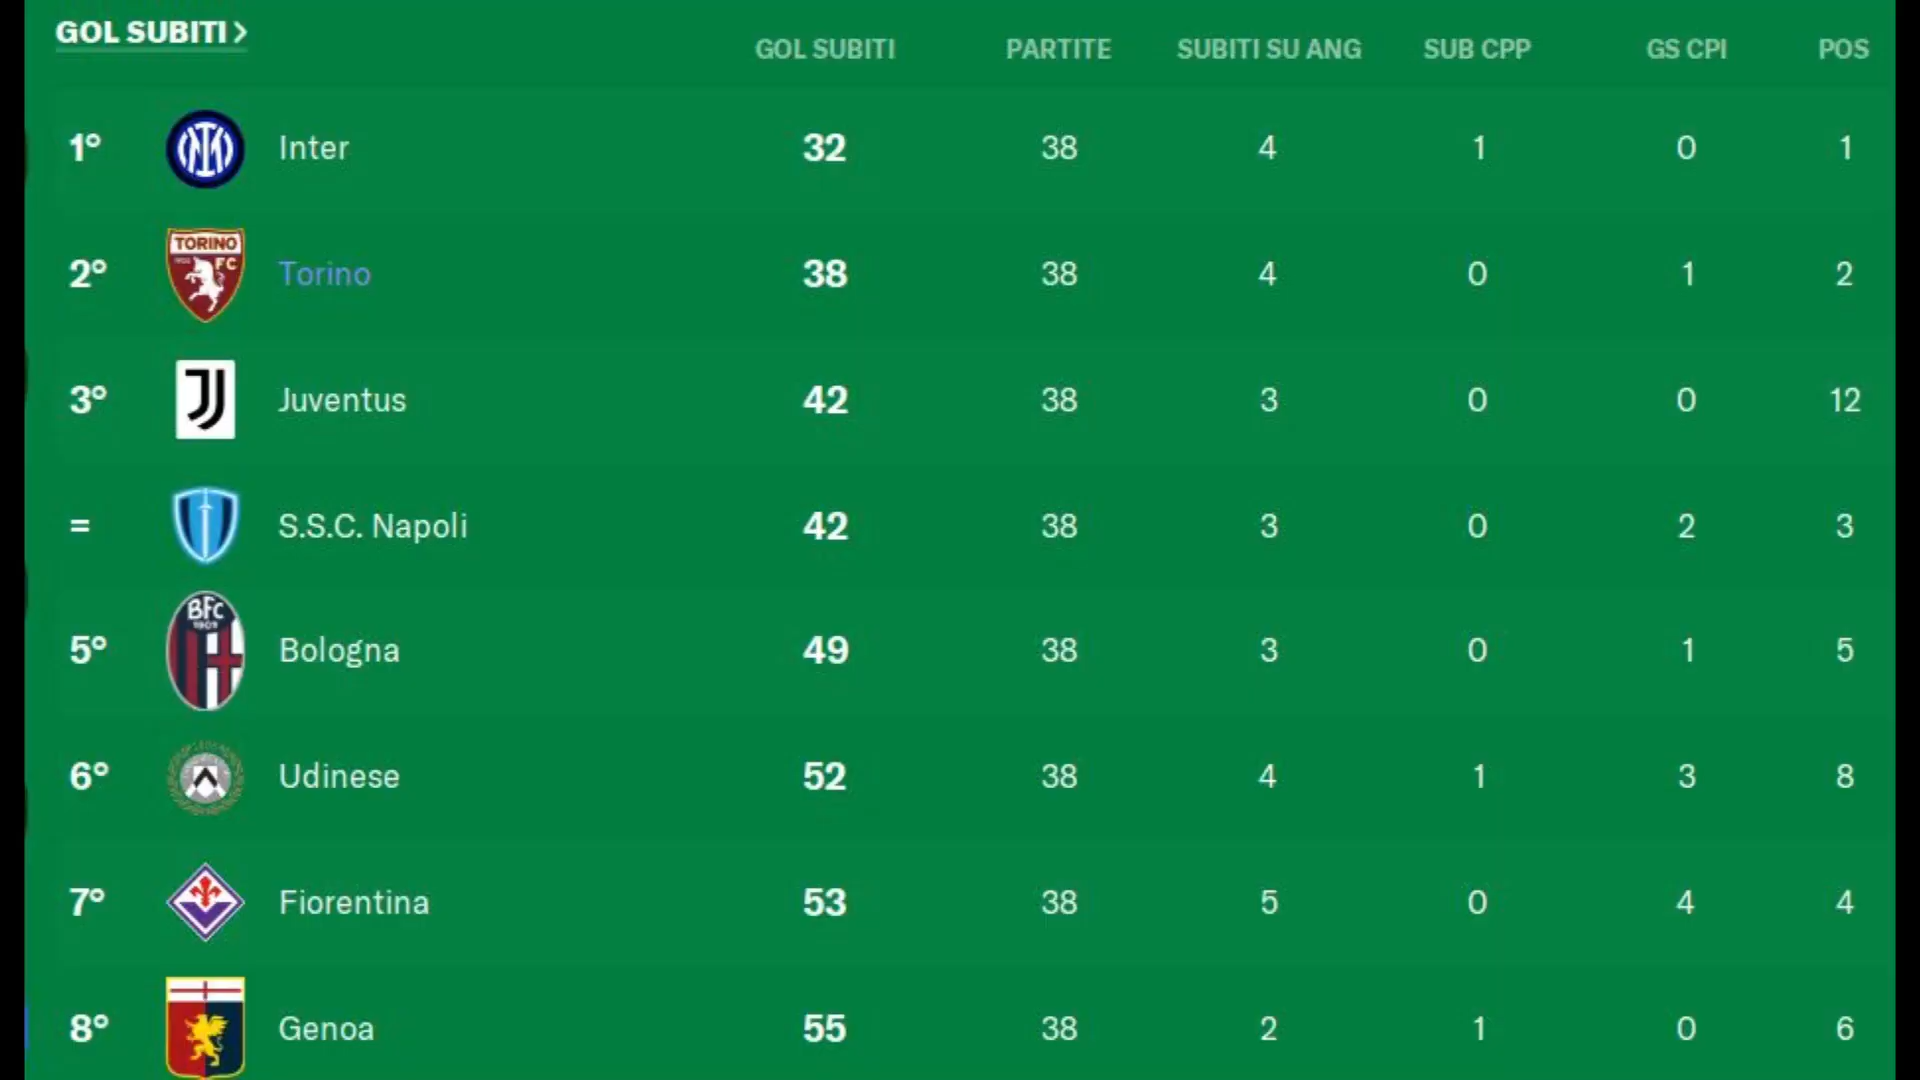 GOL SUBITI >
GOL SUBITI PARTITE SUBITI SU ANG SUB CPP GS CPI POS
1° Inter 32 38 4 1 0 1
TORINO
FC
2° Torino 38 38 4 0 1 2
3° Juventus 42 38 3 0 0 12
= S.S.C. Napoli 42 38 3 0 2 3
BFC
1909
5° Bologna 49 38 3 0 1 5
6° Udinese 52 38 4 1 3 8
7° Fiorentina 53 38 5 0 4 4
8° Genoa 55 38 2 1 0 6